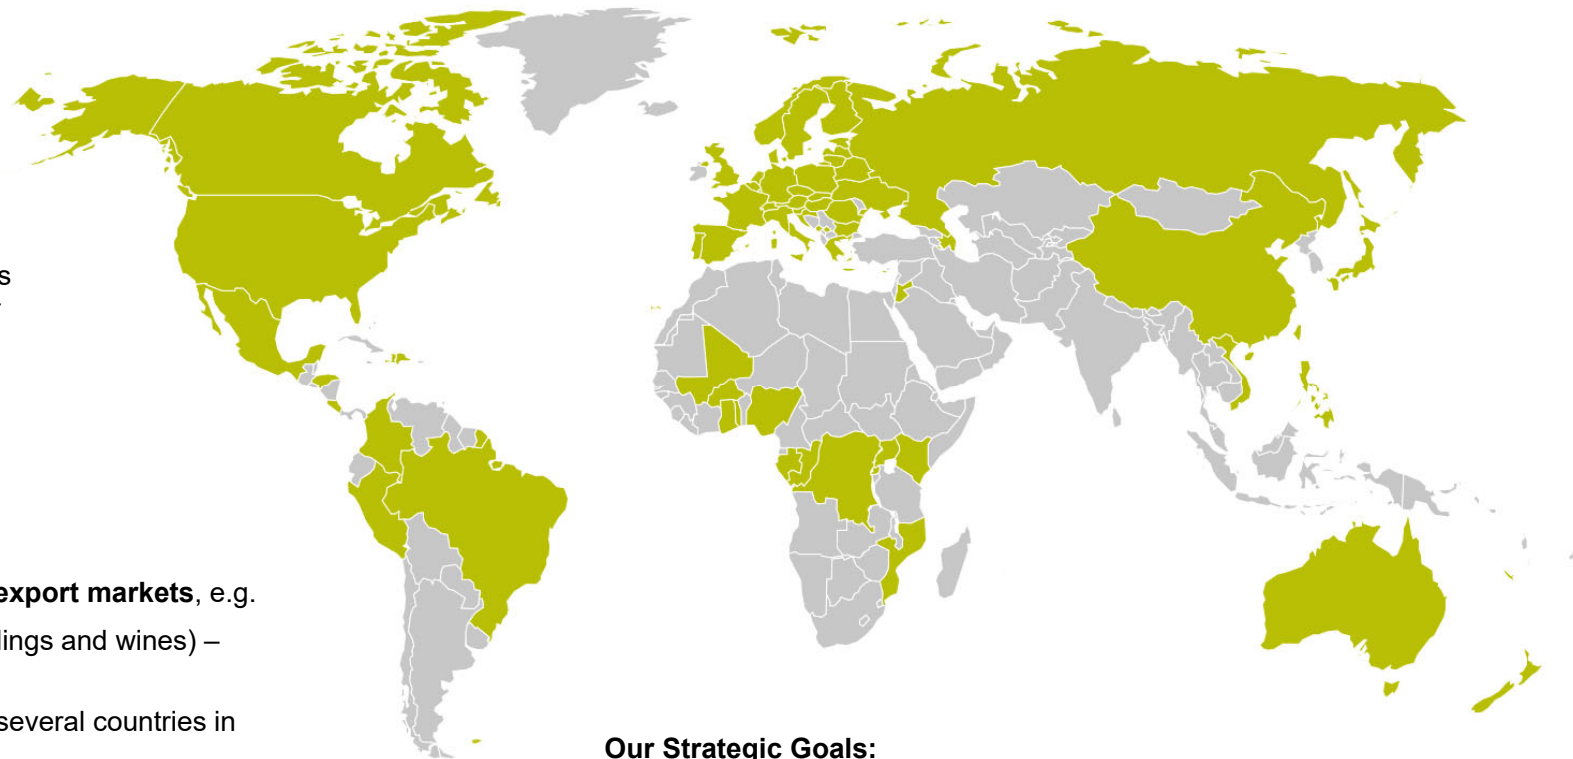 s
export markets, e.g.
lings and wines) –
several countries in
Our Strategic Goals: